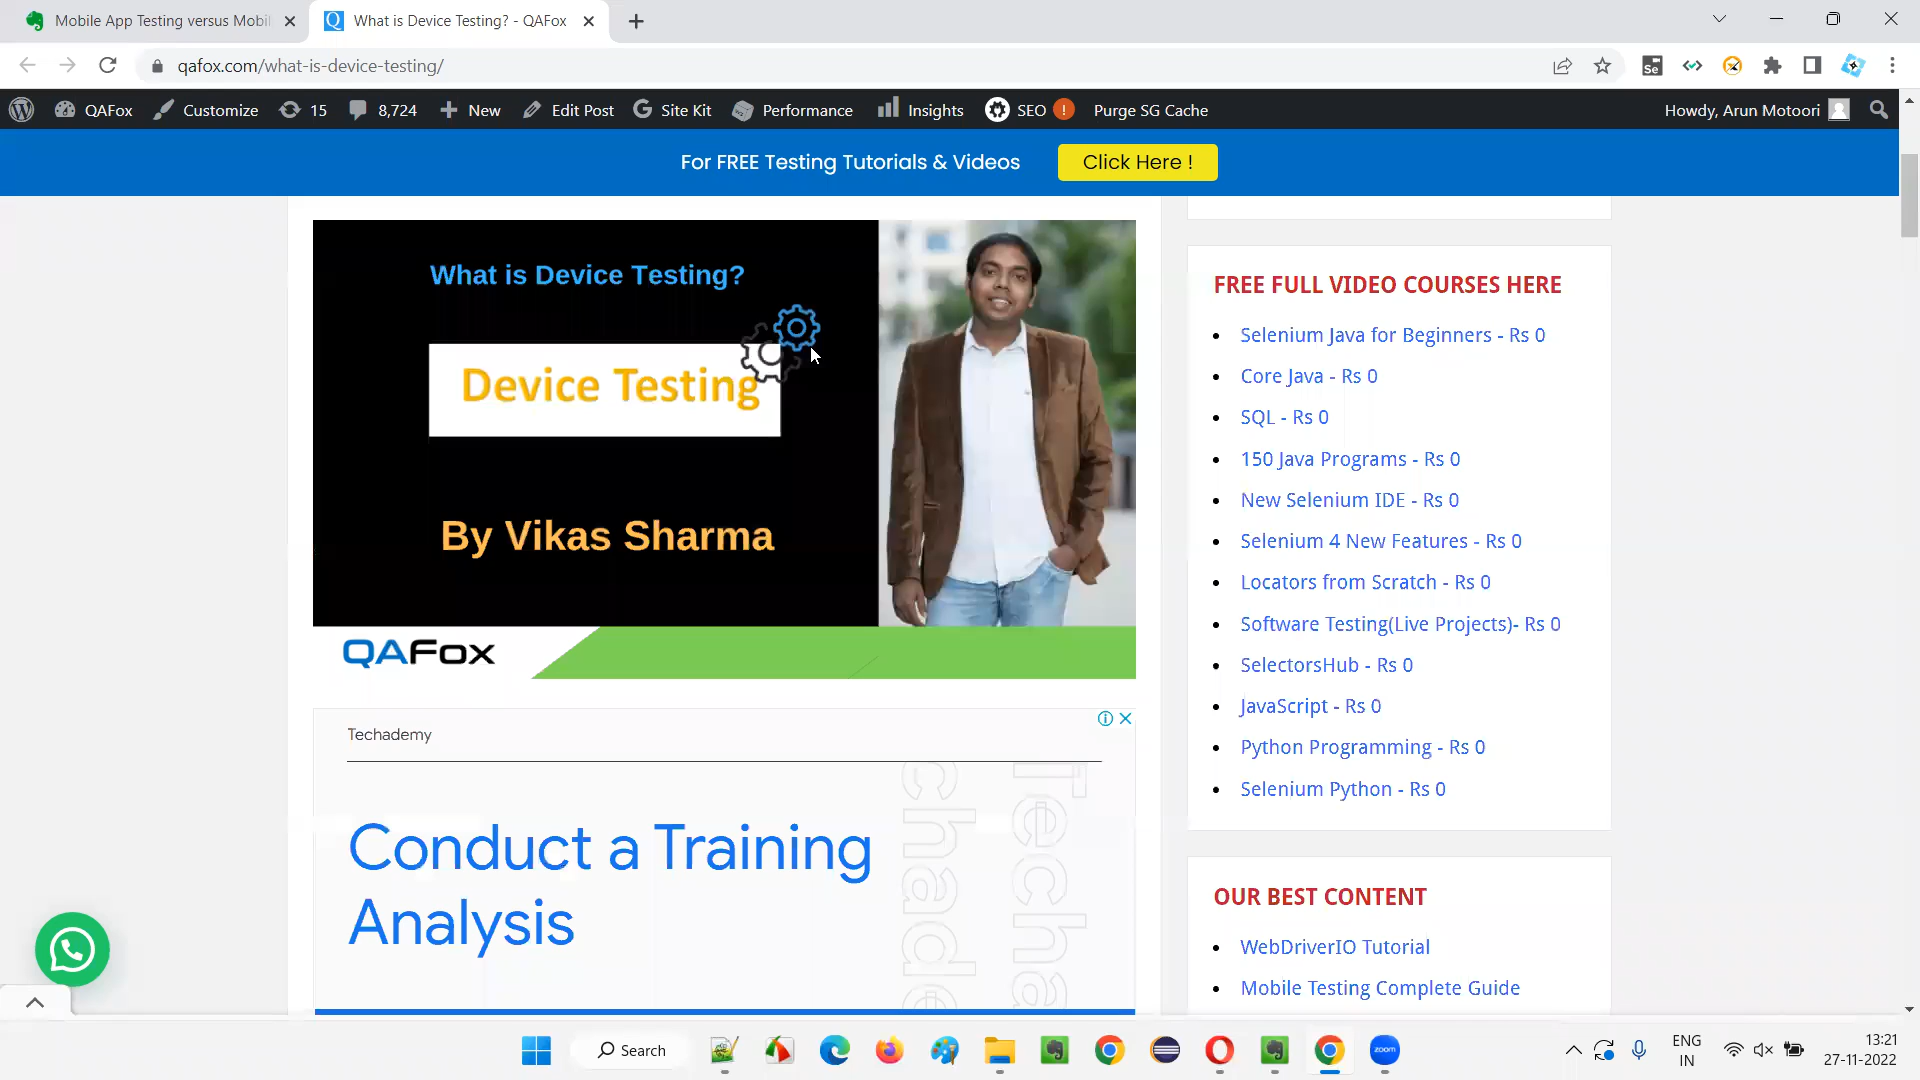 Mobile App Testing versus Mobil
What is Device Testing? - QAFox
qafox.com/what-is-device-testing/
QAFox
Customize
15
8,724
New
Edit Post
Site Kit
Performance
Insights
SEO
!
Purge SG Cache
Howdy, Arun Motoori
For FREE Testing Tutorials & Videos
Click Here !
What is Device Testing?
Device Testing
By Vikas Sharma
QAFox
Techademy
Conduct a Training
Analysis
Techa
chade
FREE FULL VIDEO COURSES HERE
Selenium Java for Beginners - Rs 0
Core Java - Rs 0
SQL - Rs 0
150 Java Programs - Rs 0
New Selenium IDE - Rs 0
Selenium 4 New Features - Rs 0
Locators from Scratch - Rs 0
Software Testing(Live Projects)- Rs 0
SelectorsHub - Rs 0
JavaScript - Rs 0
Python Programming - Rs 0
Selenium Python - Rs 0
OUR BEST CONTENT
WebDriverIO Tutorial
Mobile Testing Complete Guide
Search
zoom
ENG
IN
13:21
27-11-2022